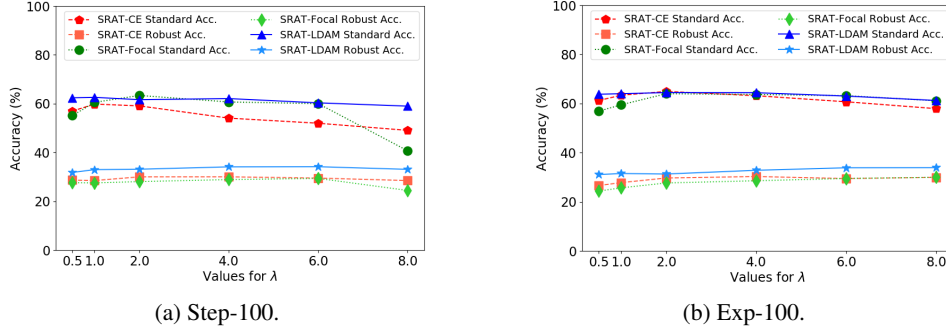 100
80
60
40
20
0
Accuracy (%)
SRAT-CE Standard Acc.
SRAT-CE Robust Acc.
SRAT-Focal Standard Acc.
SRAT-Focal Robust Acc.
SRAT-LDAM Standard Acc.
SRAT-LDAM Robust Acc.
0.5 1.0 2.0 4.0 6.0 8.0
Values for λ
(a) Step-100.
100
80
60
40
20
0
Accuracy (%)
SRAT-CE Standard Acc.
SRAT-CE Robust Acc.
SRAT-Focal Standard Acc.
SRAT-Focal Robust Acc.
SRAT-LDAM Standard Acc.
SRAT-LDAM Robust Acc.
0.5 1.0 2.0 4.0 6.0 8.0
Values for λ
(b) Exp-100.